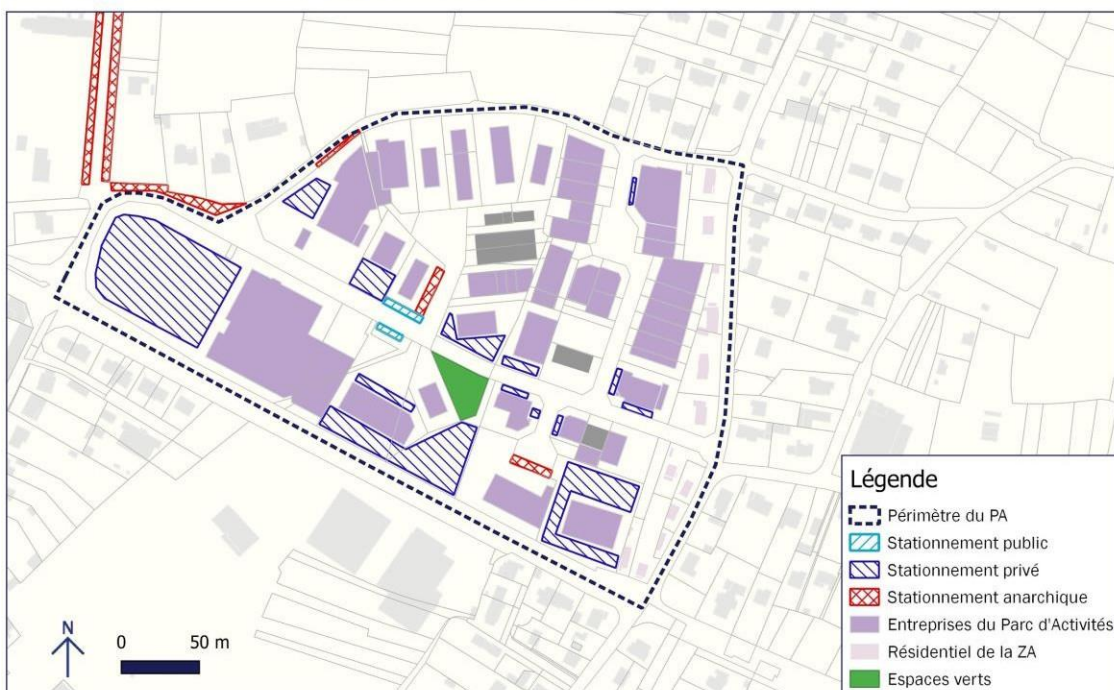 Légende
Périmètre du PA
Stationnement public
Stationnement privé
Stationnement anarchique
Entreprises du Parc d'Activités
Résidentiel de la ZA
Espaces verts
N
0 50 m